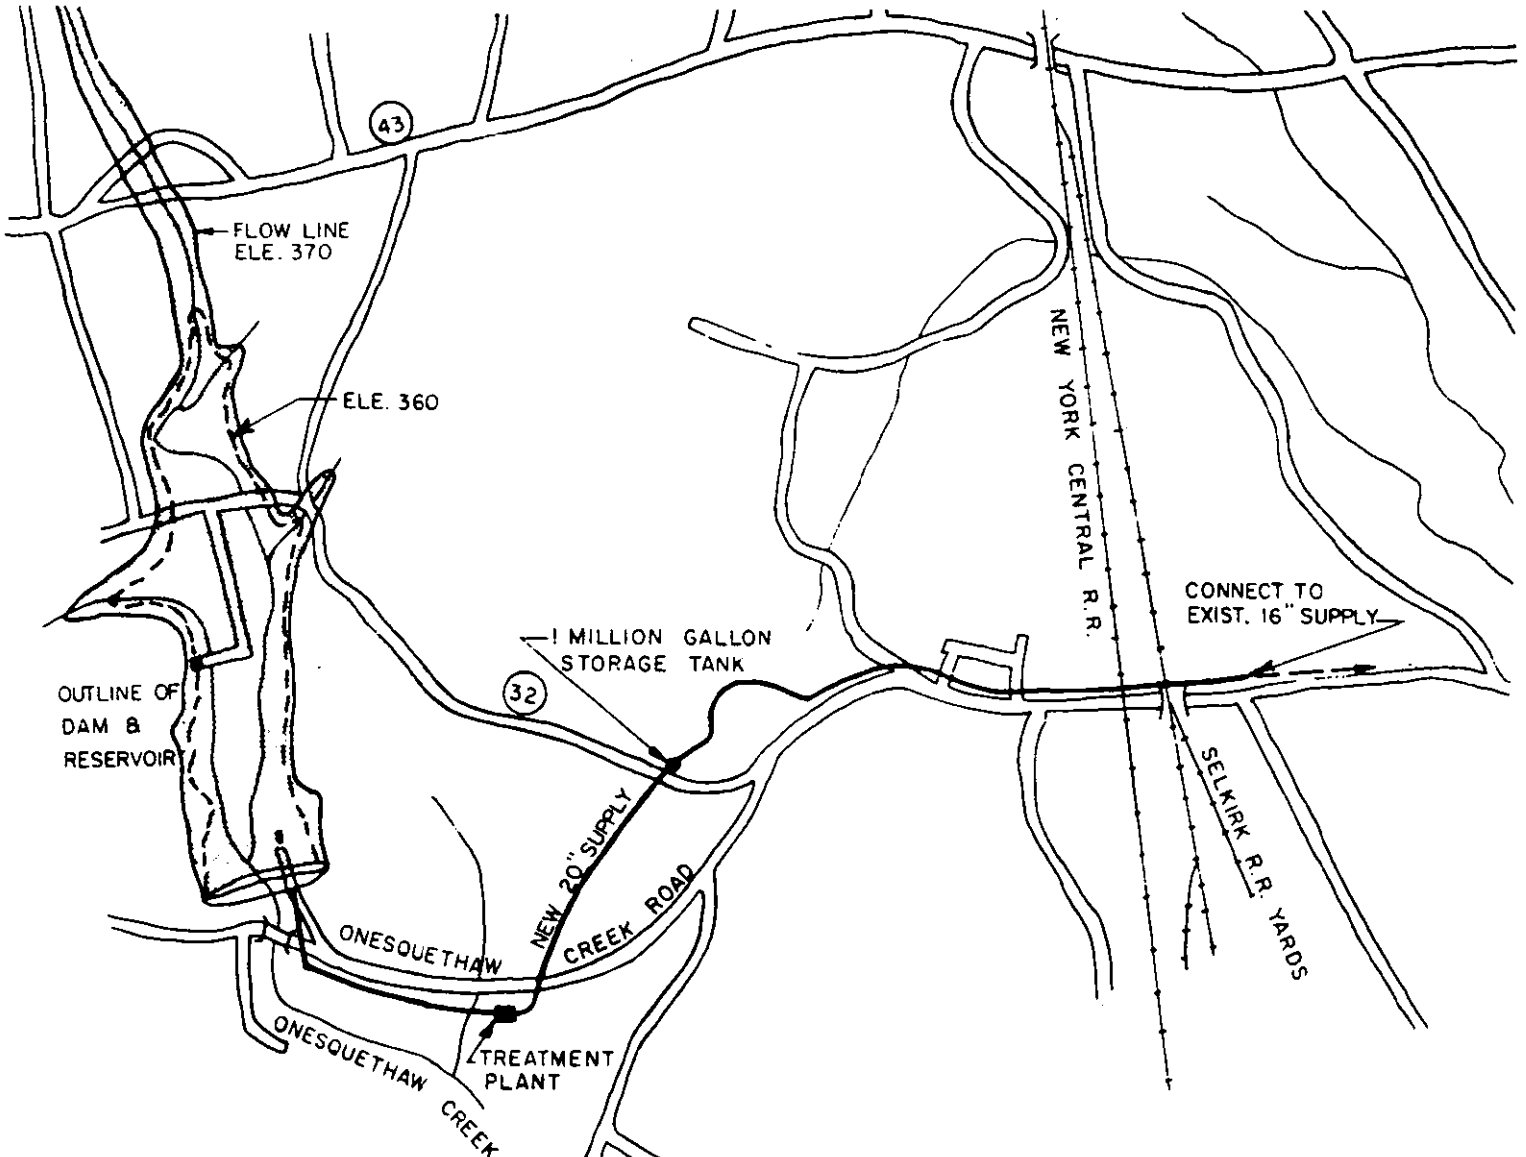 43
FLOW LINE
ELE. 370
ELE. 360
NEW YORK CENTRAL R.R.
CONNECT TO
EXIST. 16" SUPPLY
1 MILLION GALLON
STORAGE TANK
32
OUTLINE OF
DAM &
RESERVOIR
NEW 20" SUPPLY
SELKIRK R.R. YARDS
ONESQUETHAW CREEK ROAD
TREATMENT
PLANT
ONESQUETHAW CREEK